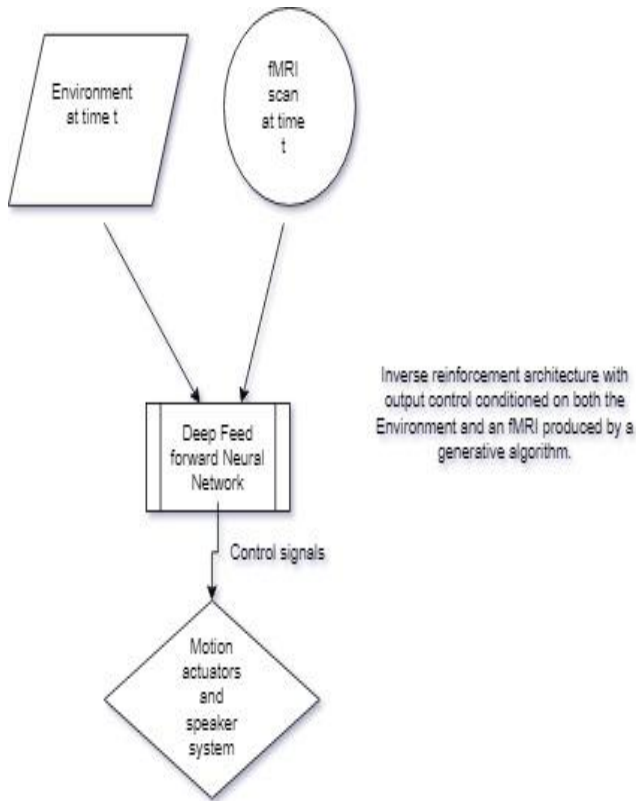 Environment
at time t
fMRI
scan
at time
t
Inverse reinforcement architecture with
output control conditioned on both the
Environment and an fMRI produced by a
generative algorithm.
Deep Feed
forward Neural
Network
Control signals
Motion
actuators
and
speaker
system